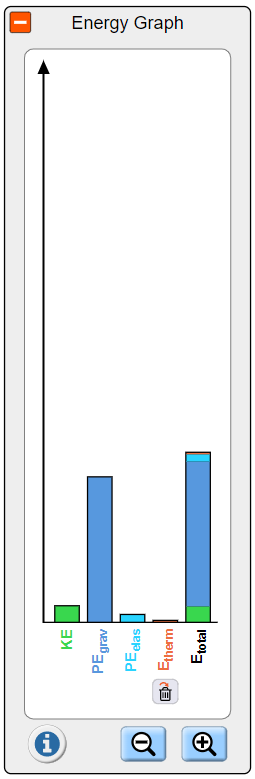 Energy Graph
KE
PEgrav
PEelas
Etherm
Etotal
i